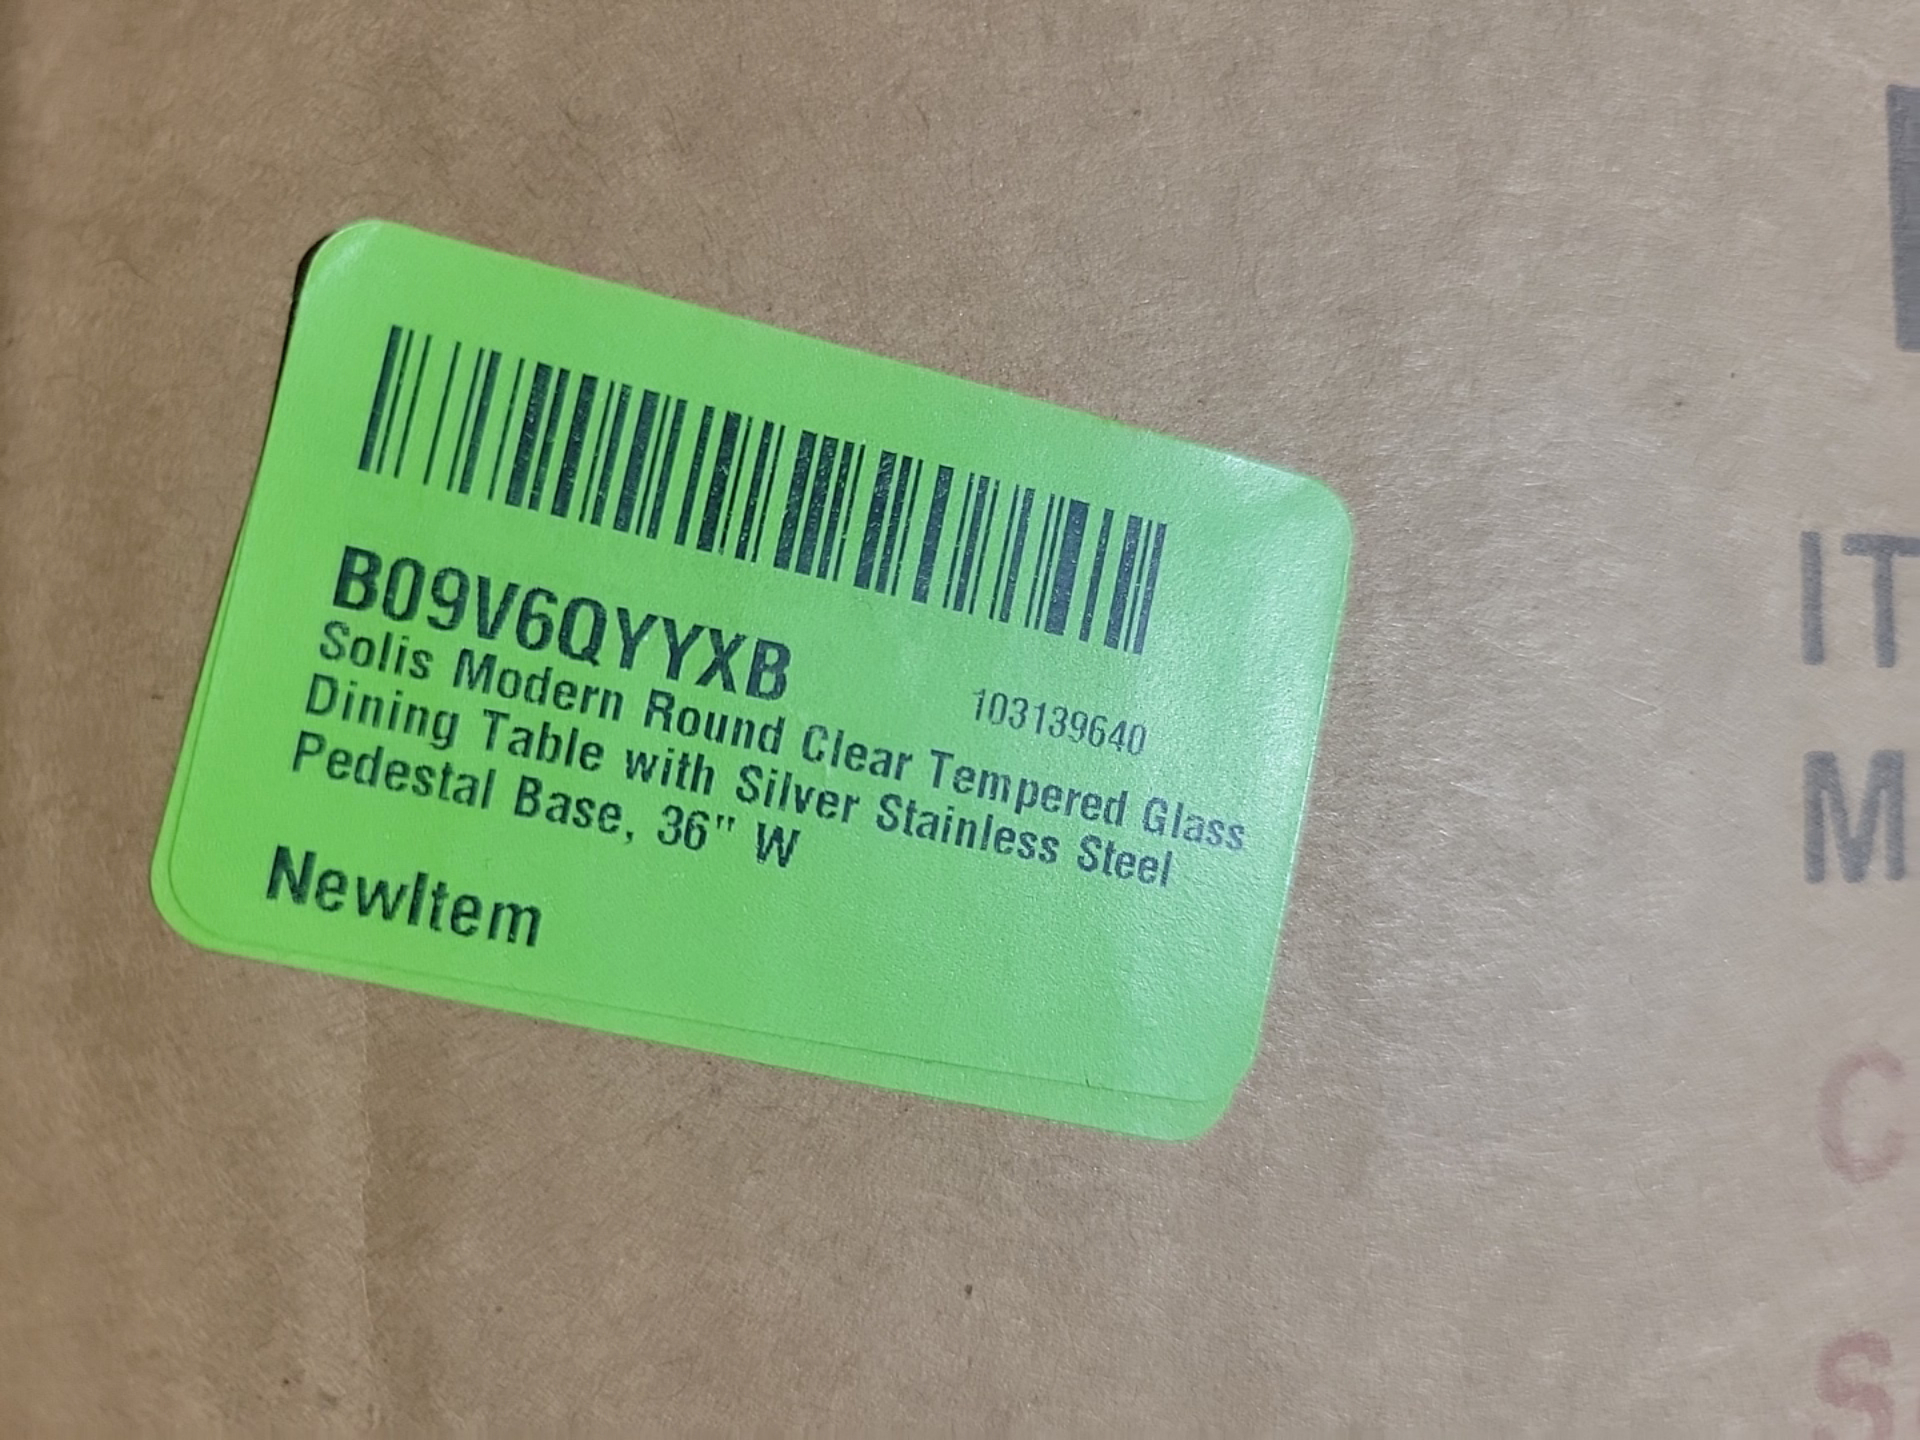 B09V6QYYXB
103139640
Solis Modern Round Clear Tempered Glass
Dining Table with Silver Stainless Steel
Pedestal Base, 36" W
NewItem
IT
M
C
S